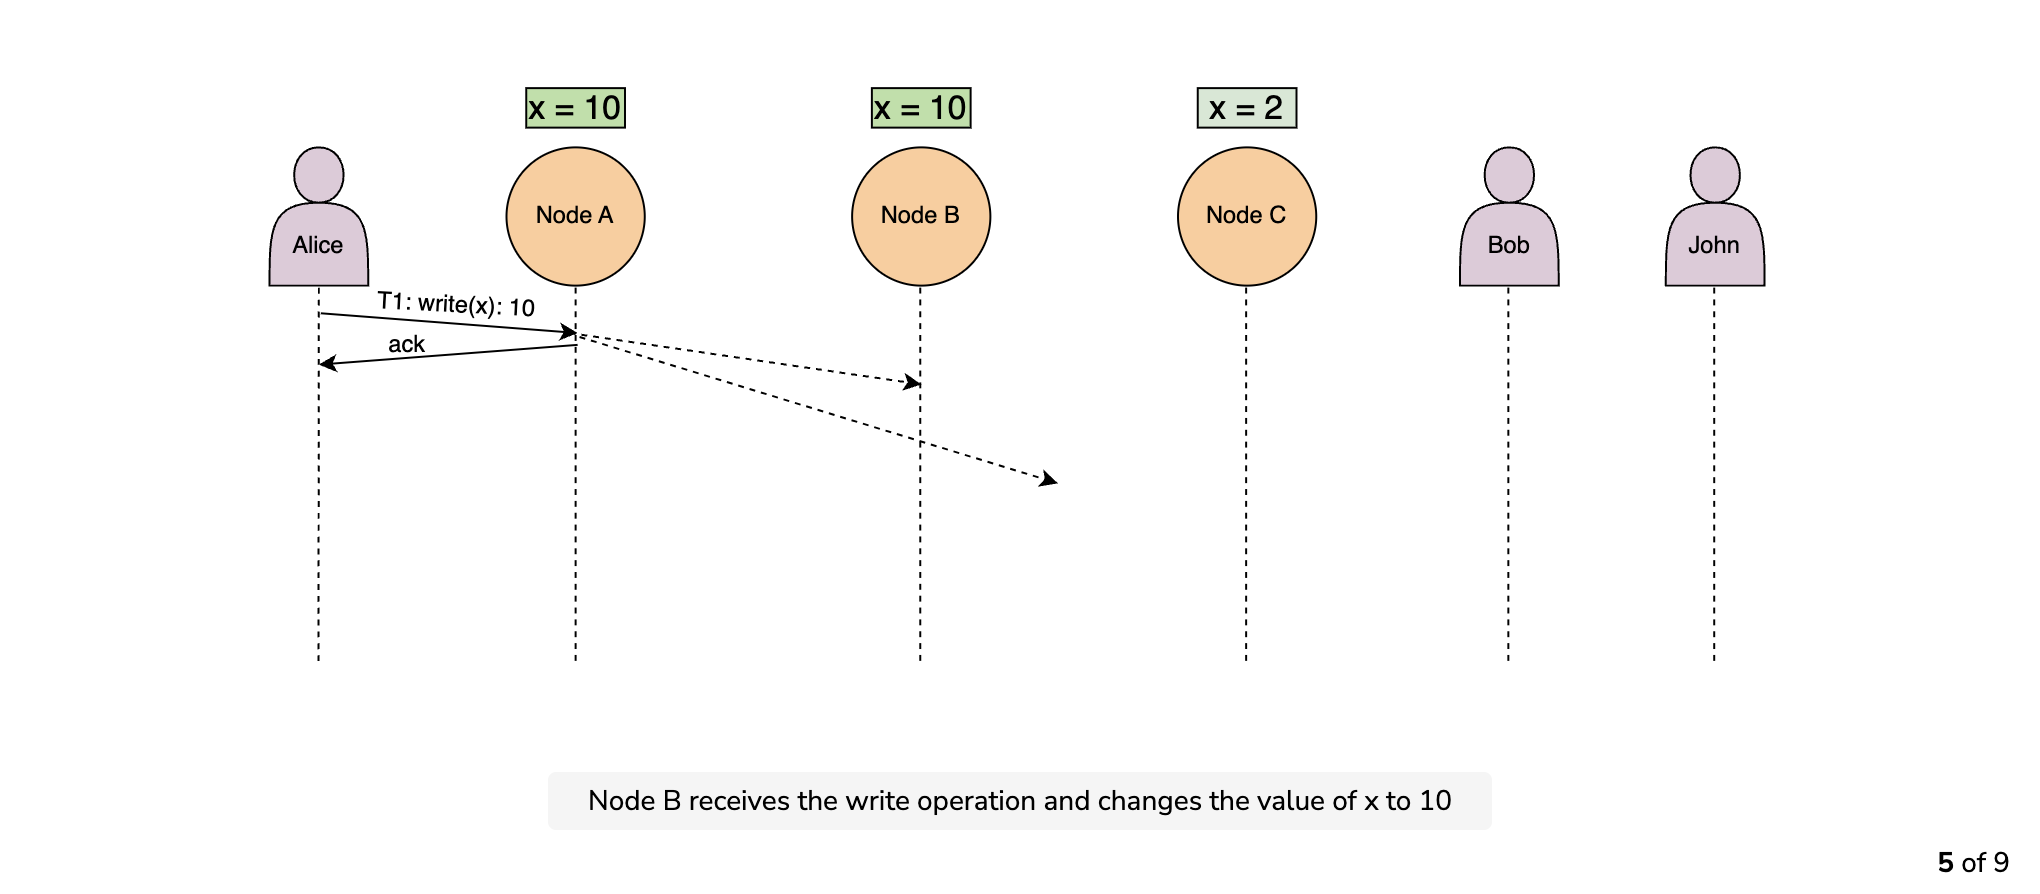 x = 10
x = 10
x = 2
Alice
Node A
Node B
Node C
Bob
John
T1: write(x): 10
ack
Node B receives the write operation and changes the value of x to 10
5 of 9